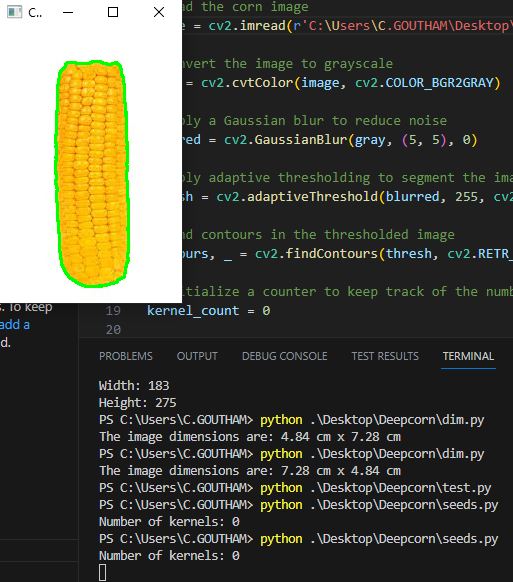 C..
ad the corn image
e = cv2.imread(r'C:\Users\C.GOUTHAM\Desktop\
nvert the image to grayscale
= cv2.cvtColor(image, cv2.COLOR_BGR2GRAY)
ply a Gaussian blur to reduce noise
red = cv2.GaussianBlur(gray, (5, 5), 0)
ply adaptive thresholding to segment the ima
sh = cv2.adaptiveThreshold(blurred, 255, cv2
nd contours in the thresholded image
ours, _ = cv2.findContours(thresh, cv2.RETR_
itialize a counter to keep track of the numb
19 kernel_count = 0
20
s. To keep
add a
d.
PROBLEMS OUTPUT DEBUG CONSOLE TEST RESULTS TERMINAL
Width: 183
Height: 275
PS C:\Users\C.GOUTHAM> python .\Desktop\Deepcorn\dim.py
The image dimensions are: 4.84 cm x 7.28 cm
PS C:\Users\C.GOUTHAM> python .\Desktop\Deepcorn\dim.py
The image dimensions are: 7.28 cm x 4.84 cm
PS C:\Users\C.GOUTHAM> python .\Desktop\Deepcorn\test.py
PS C:\Users\C.GOUTHAM> python .\Desktop\Deepcorn\seeds.py
Number of kernels: 0
PS C:\Users\C.GOUTHAM> python .\Desktop\Deepcorn\seeds.py
Number of kernels: 0